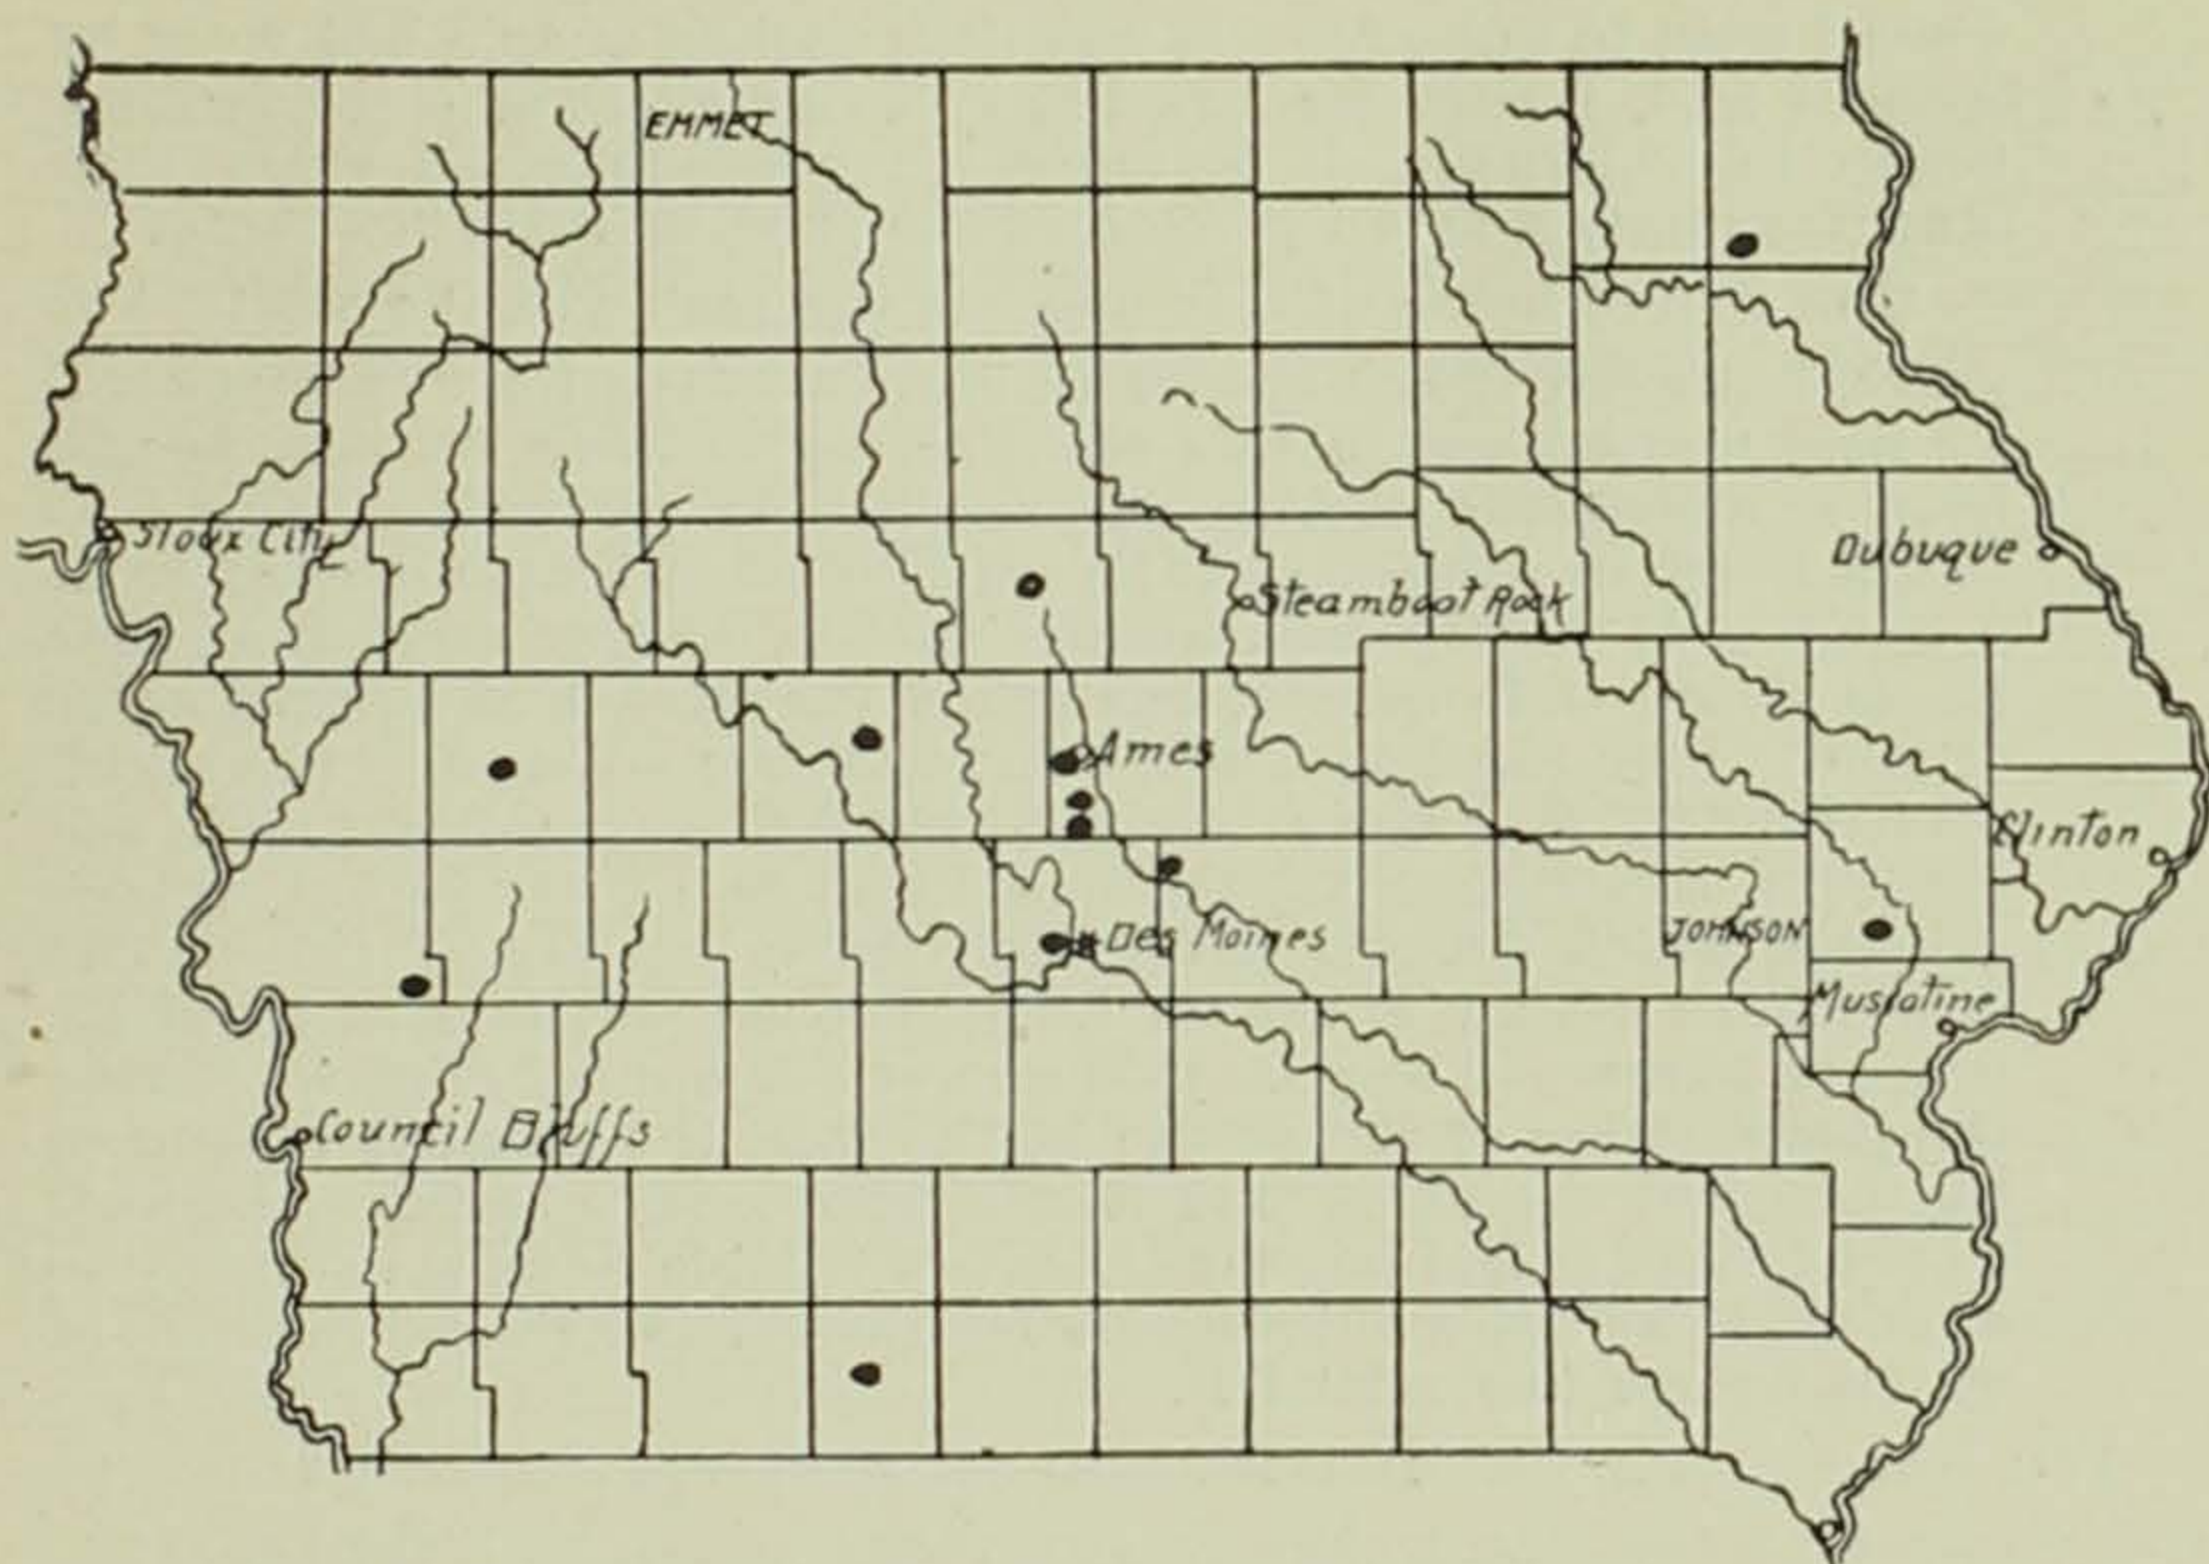 EMMET
Sioux City
Dubuque
Steamboat Rock
Ames
Clinton
Des Moines
JOHNSON
Muscatine
Council Bluffs